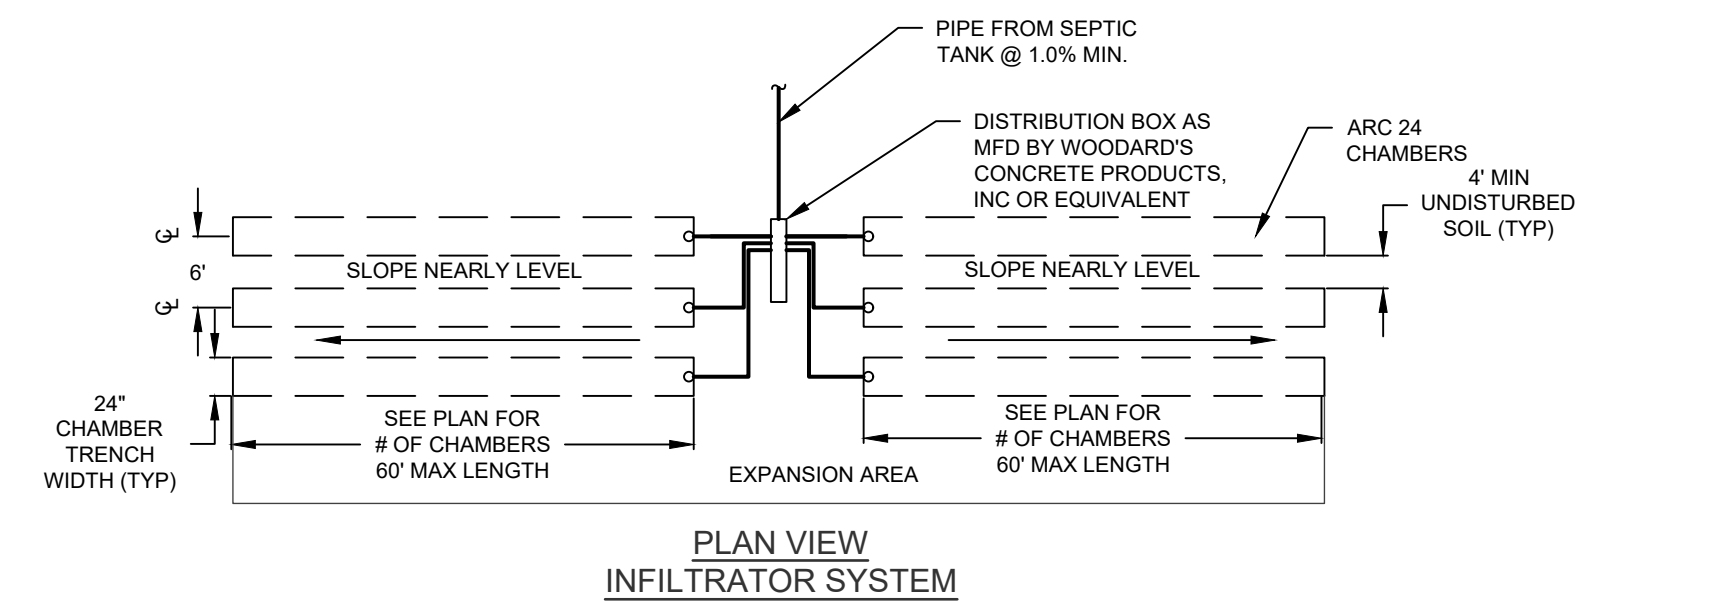 PIPE FROM SEPTIC
TANK @ 1.0% MIN.
DISTRIBUTION BOX AS
MFD BY WOODARD'S
CONCRETE PRODUCTS,
INC OR EQUIVALENT
ARC 24
CHAMBERS
4' MIN
UNDISTURBED
SOIL (TYP)
CL
6'
CL
SLOPE NEARLY LEVEL
SLOPE NEARLY LEVEL
24"
CHAMBER
TRENCH
WIDTH (TYP)
SEE PLAN FOR
# OF CHAMBERS
60' MAX LENGTH
SEE PLAN FOR
# OF CHAMBERS
60' MAX LENGTH
EXPANSION AREA
PLAN VIEW
INFILTRATOR SYSTEM